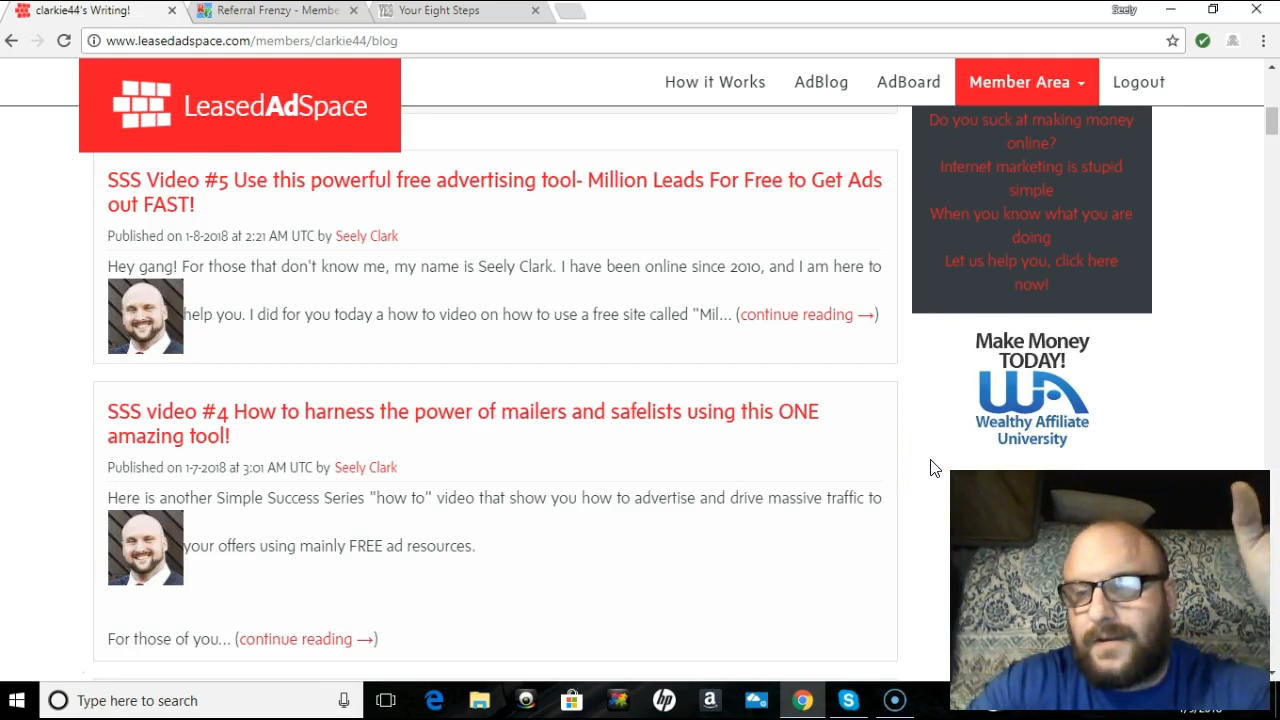 clarkie44's Writing!
Referral Frenzy - Membe
YES Your Eight Steps
Seely
www.leasedadspace.com/members/clarkie44/blog
LeasedAdSpace
How it Works
AdBlog
AdBoard
Member Area
Logout
SSS Video #5 Use this powerful free advertising tool- Million Leads For Free to Get Ads
out FAST!
Published on 1-8-2018 at 2:21 AM UTC by Seely Clark
Hey gang! For those that don't know me, my name is Seely Clark. I have been online since 2010, and I am here to
help you. I did for you today a how to video on how to use a free site called "Mil... (continue reading →)
SSS video #4 How to harness the power of mailers and safelists using this ONE
amazing tool!
Published on 1-7-2018 at 3:01 AM UTC by Seely Clark
Here is another Simple Success Series "how to" video that show you how to advertise and drive massive traffic to
your offers using mainly FREE ad resources.
For those of you... (continue reading →)
Do you suck at making money
online?
Internet marketing is stupid
simple
When you know what you are
doing
Let us help you, click here
now!
Make Money
TODAY!
WA
Wealthy Affiliate
University
Type here to search